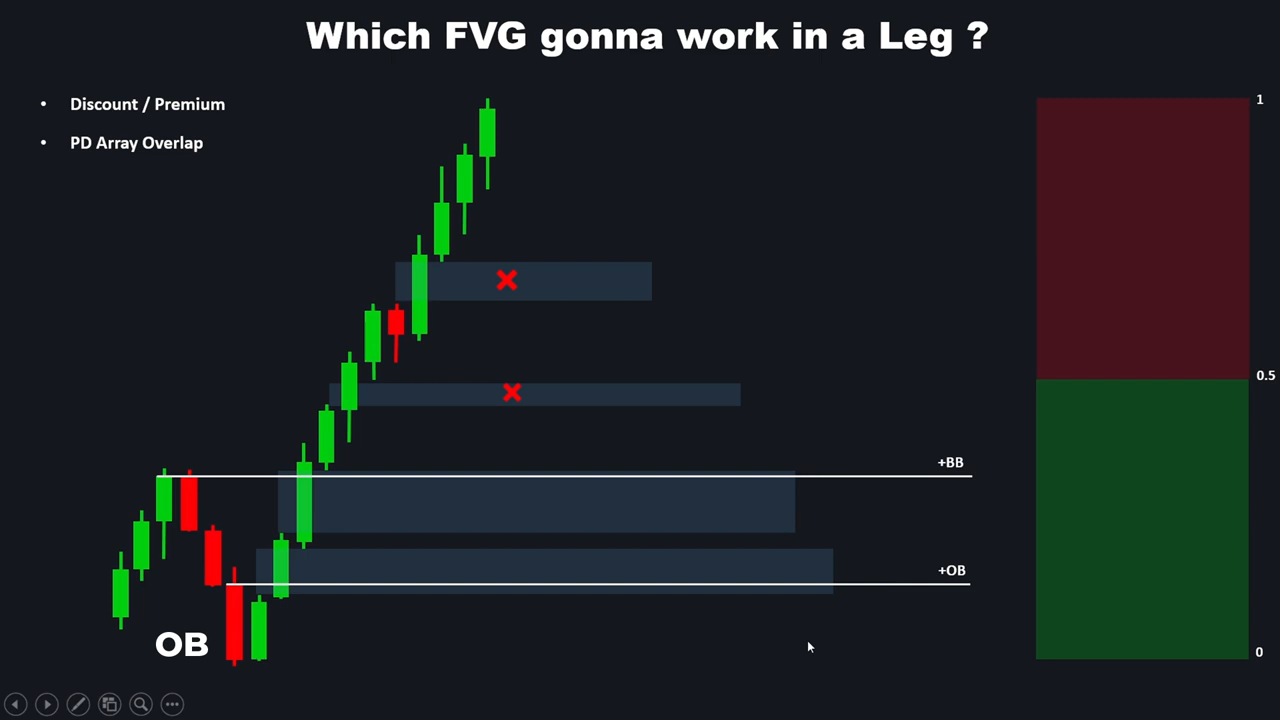 Which FVG gonna work in a Leg ?
• Discount / Premium
• PD Array Overlap
1
0.5
+BB
+OB
OB
0